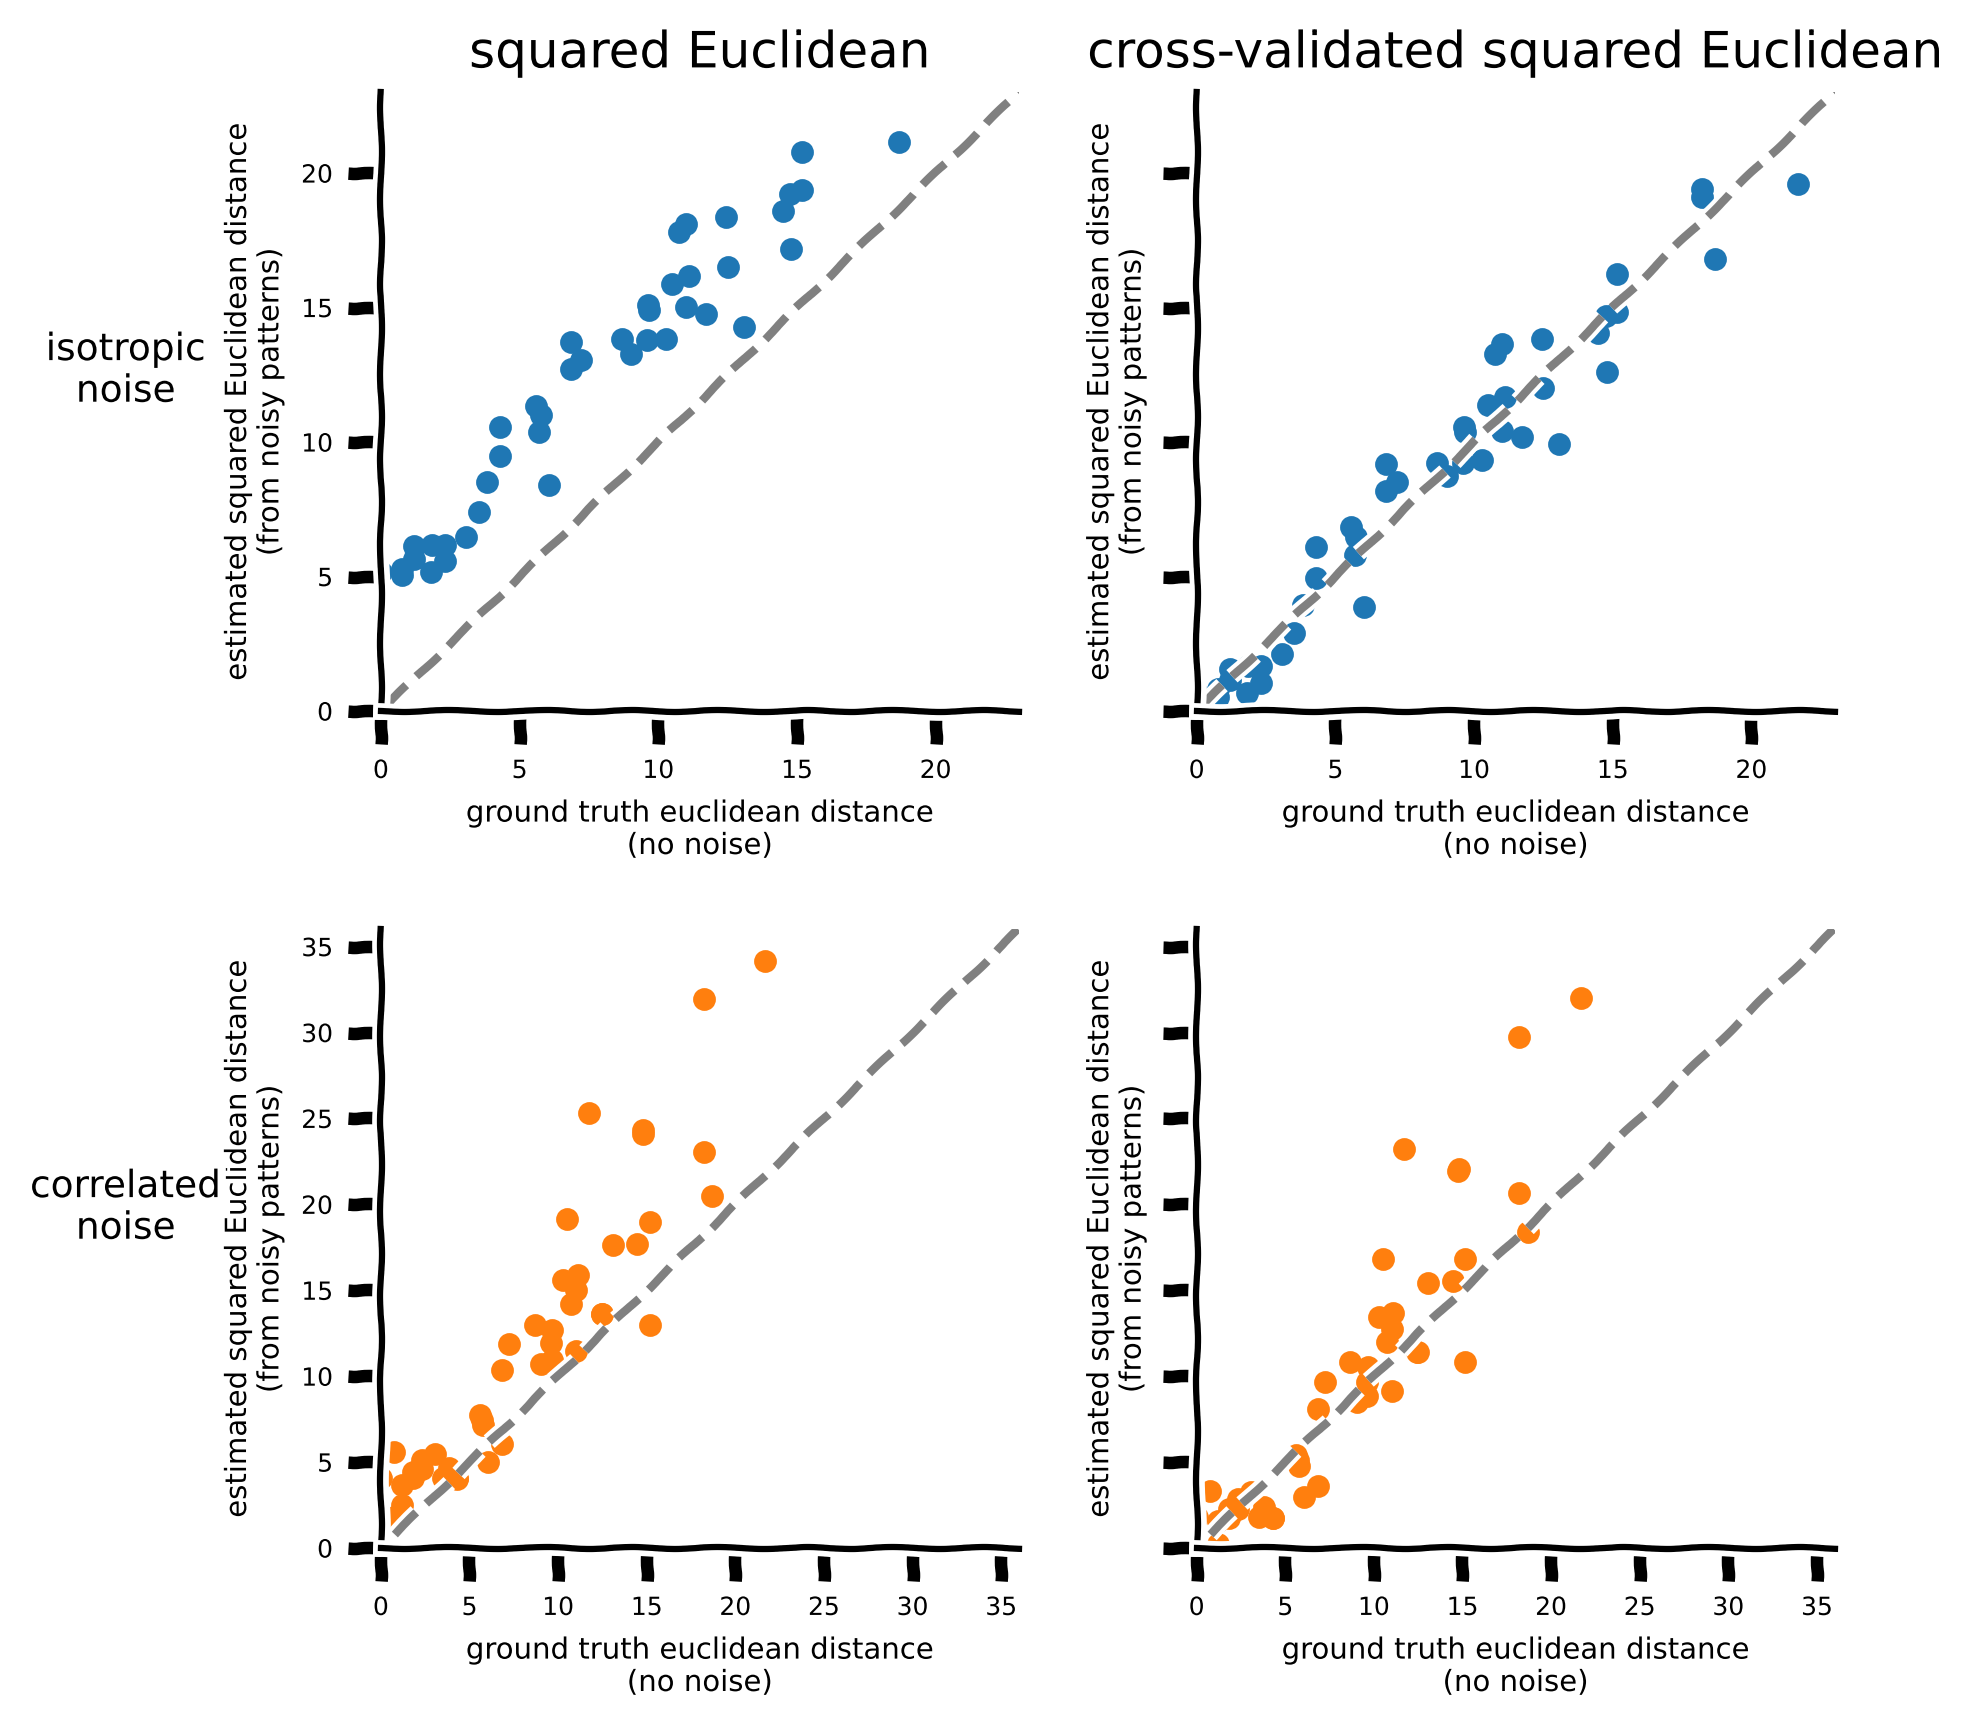 squared Euclidean
cross-validated squared Euclidean
isotropic
noise
estimated squared Euclidean distance
(from noisy patterns)
20
15
10
5
0
0 5 10 15 20
ground truth euclidean distance
(no noise)
estimated squared Euclidean distance
(from noisy patterns)
0 5 10 15 20
ground truth euclidean distance
(no noise)
correlated
noise
estimated squared Euclidean distance
(from noisy patterns)
35
30
25
20
15
10
5
0
0 5 10 15 20 25 30 35
ground truth euclidean distance
(no noise)
estimated squared Euclidean distance
(from noisy patterns)
0 5 10 15 20 25 30 35
ground truth euclidean distance
(no noise)